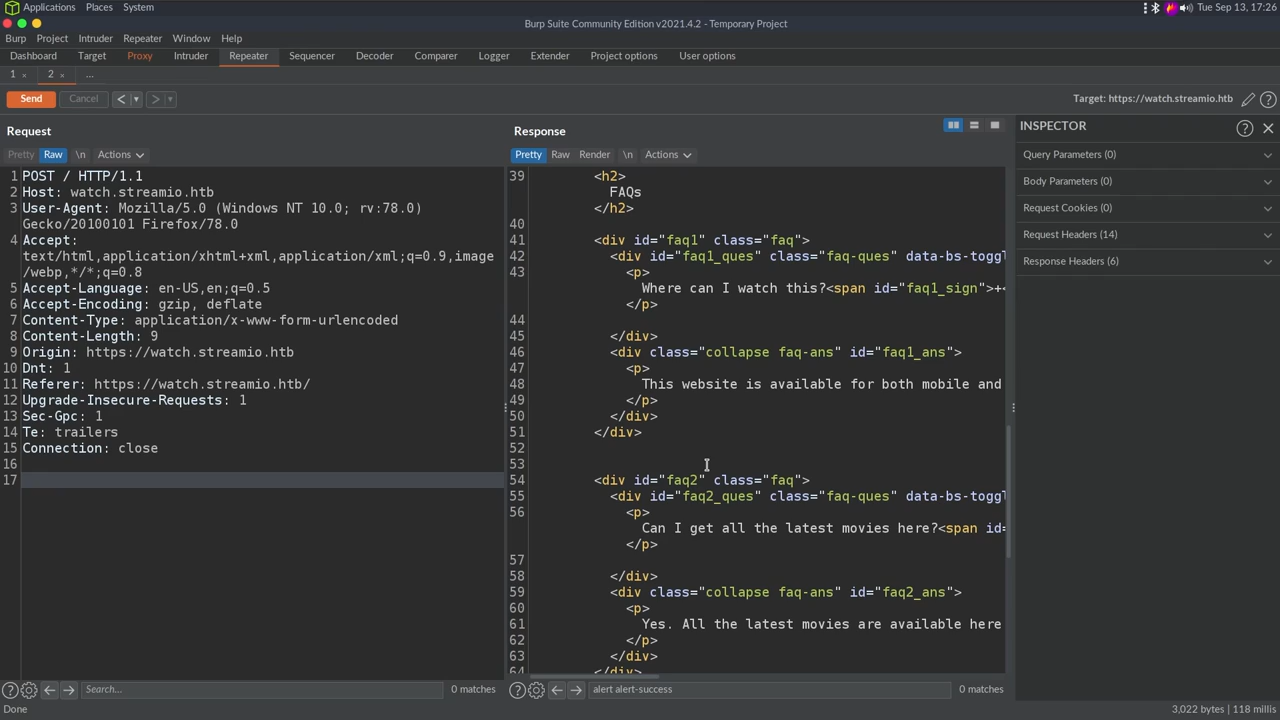 Applications Places System
Tue Sep 13, 17:26
Burp Suite Community Edition v2021.4.2 - Temporary Project
Burp Project Intruder Repeater Window Help
Dashboard Target Proxy Intruder Repeater Sequencer Decoder Comparer Logger Extender Project options User options
1 × 2 × ...
Send Cancel < >
Target: https://watch.streamio.htb
Request
Pretty Raw \n Actions
1 POST / HTTP/1.1
2 Host: watch.streamio.htb
3 User-Agent: Mozilla/5.0 (Windows NT 10.0; rv:78.0)
Gecko/20100101 Firefox/78.0
4 Accept:
text/html,application/xhtml+xml,application/xml;q=0.9,image
/webp,*/*;q=0.8
5 Accept-Language: en-US,en;q=0.5
6 Accept-Encoding: gzip, deflate
7 Content-Type: application/x-www-form-urlencoded
8 Content-Length: 9
9 Origin: https://watch.streamio.htb
10 Dnt: 1
11 Referer: https://watch.streamio.htb/
12 Upgrade-Insecure-Requests: 1
13 Sec-Gpc: 1
14 Te: trailers
15 Connection: close
16
17
Search... 0 matches
Response
Pretty Raw Render \n Actions
39 <h2>
FAQs
</h2>
40
41 <div id="faq1" class="faq">
42 <div id="faq1_ques" class="faq-ques" data-bs-toggl
43 <p>
Where can I watch this?<span id="faq1_sign">+<
</p>
44
45 </div>
46 <div class="collapse faq-ans" id="faq1_ans">
47 <p>
48 This website is available for both mobile and
49 </p>
50 </div>
51 </div>
52
53
54 <div id="faq2" class="faq">
55 <div id="faq2_ques" class="faq-ques" data-bs-toggl
56 <p>
Can I get all the latest movies here?<span id=
</p>
57
58 </div>
59 <div class="collapse faq-ans" id="faq2_ans">
60 <p>
61 Yes. All the latest movies are available here
62 </p>
63 </div>
64 </div>
alert alert-success 0 matches
INSPECTOR
Query Parameters (0)
Body Parameters (0)
Request Cookies (0)
Request Headers (14)
Response Headers (6)
Done
3,022 bytes | 118 millis